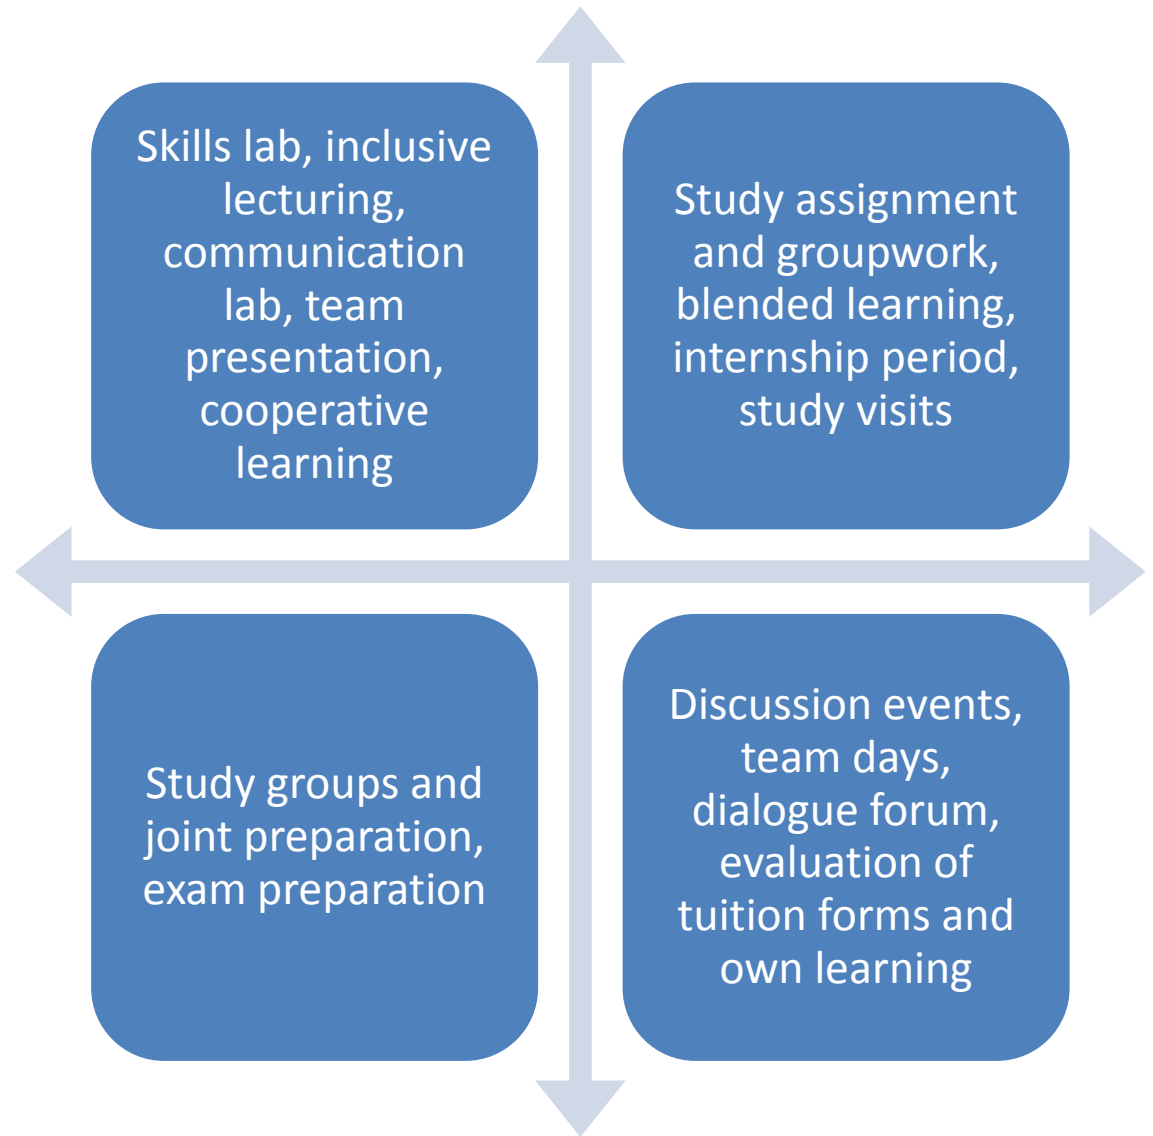 Skills lab, inclusive
lecturing,
communication
lab, team
presentation,
cooperative
learning
Study assignment
and groupwork,
blended learning,
internship period,
study visits
Study groups and
joint preparation,
exam preparation
Discussion events,
team days,
dialogue forum,
evaluation of
tuition forms and
own learning